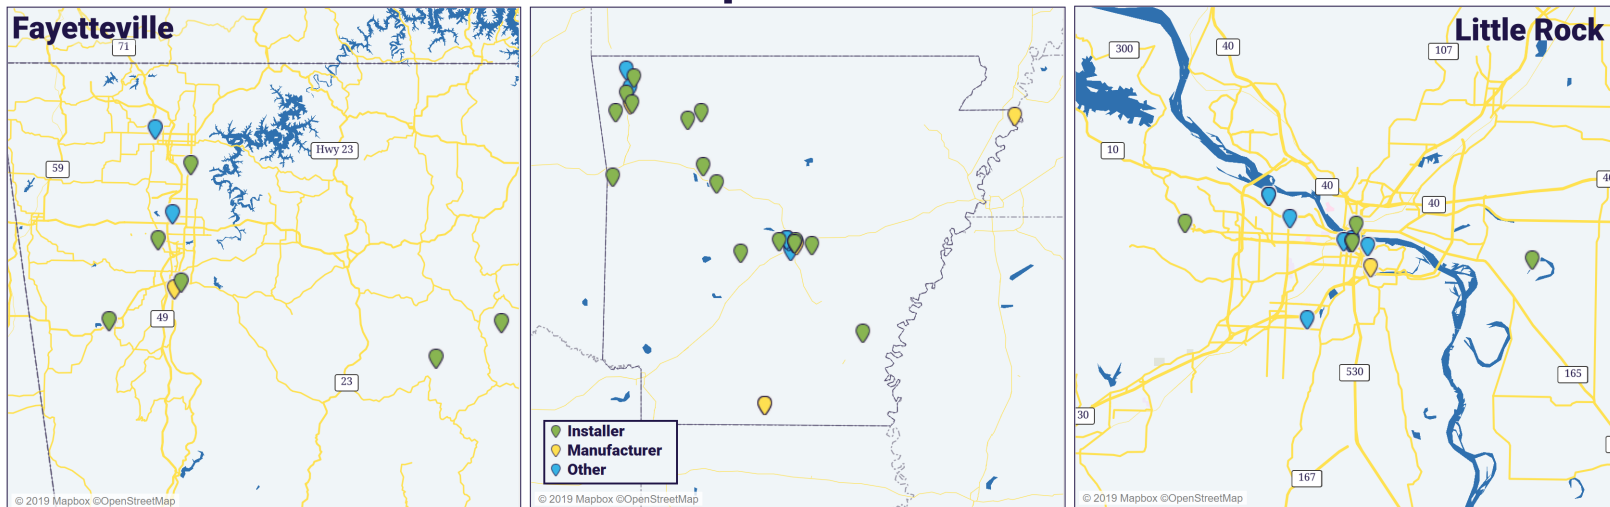 Fayetteville
71
59
Hwy 23
49
23
© 2019 Mapbox ©OpenStreetMap
Installer
Manufacturer
Other
© 2019 Mapbox ©OpenStreetMap
Little Rock
300
40
107
10
40
40
530
165
30
167
© 2019 Mapbox ©OpenStreetMap